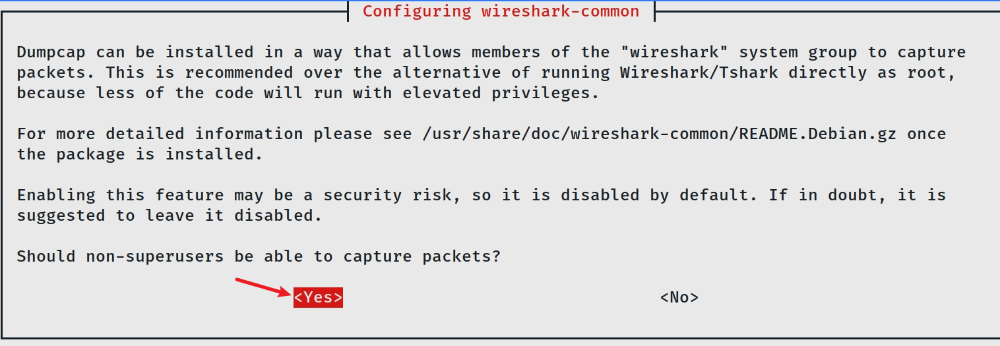 Configuring wireshark-common
Dumpcap can be installed in a way that allows members of the "wireshark" system group to capture
packets. This is recommended over the alternative of running Wireshark/Tshark directly as root,
because less of the code will run with elevated privileges.
For more detailed information please see /usr/share/doc/wireshark-common/README.Debian.gz once
the package is installed.
Enabling this feature may be a security risk, so it is disabled by default. If in doubt, it is
suggested to leave it disabled.
Should non-superusers be able to capture packets?
<Yes> <No>